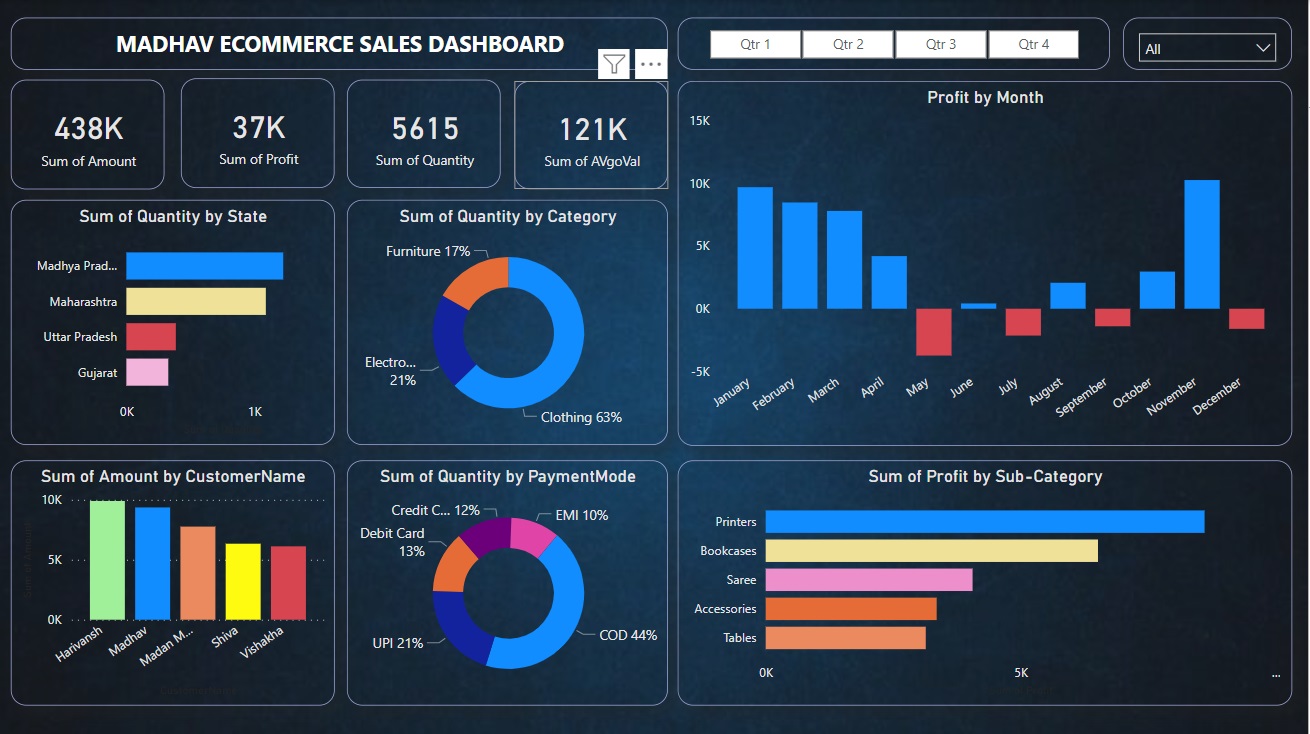 MADHAV ECOMMERCE SALES DASHBOARD
Qtr 1 Qtr 2 Qtr 3 Qtr 4
All
438K
Sum of Amount
37K
Sum of Profit
5615
Sum of Quantity
121K
Sum of AVgoVal
Profit by Month
15K
10K
5K
0K
-5K
January February March April May June July August September October November December
Sum of Quantity by State
Madhya Prad...
Maharashtra
Uttar Pradesh
Gujarat
0K 1K
Sum of Quantity by Category
Furniture 17%
Electro...
21%
Clothing 63%
Sum of Amount by CustomerName
10K
5K
0K
Harivansh Madhav Madan M... Shiva Vishakha
Sum of Quantity by PaymentMode
Credit C... 12%
EMI 10%
Debit Card
13%
UPI 21%
COD 44%
Sum of Profit by Sub-Category
Printers
Bookcases
Saree
Accessories
Tables
0K 5K ...